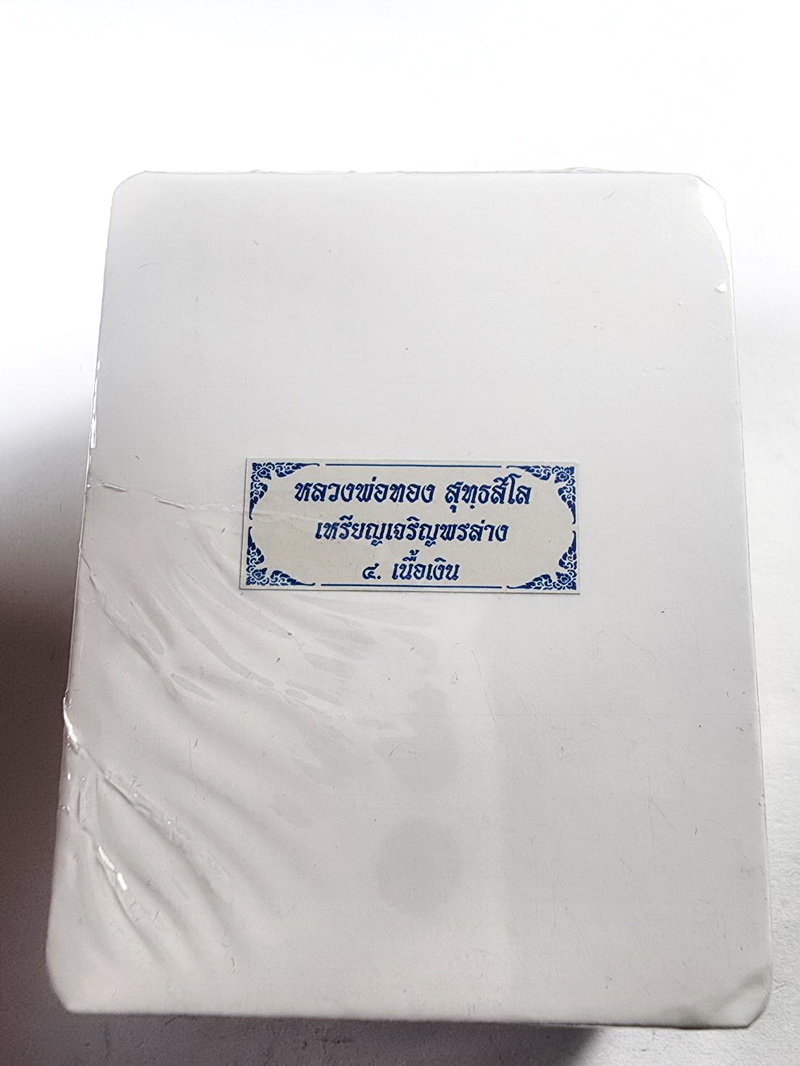 หลวงพ่อทอง สุทฺธสีโล
เหรียญเจริญพรล่าง
๔. เนื้อเงิน